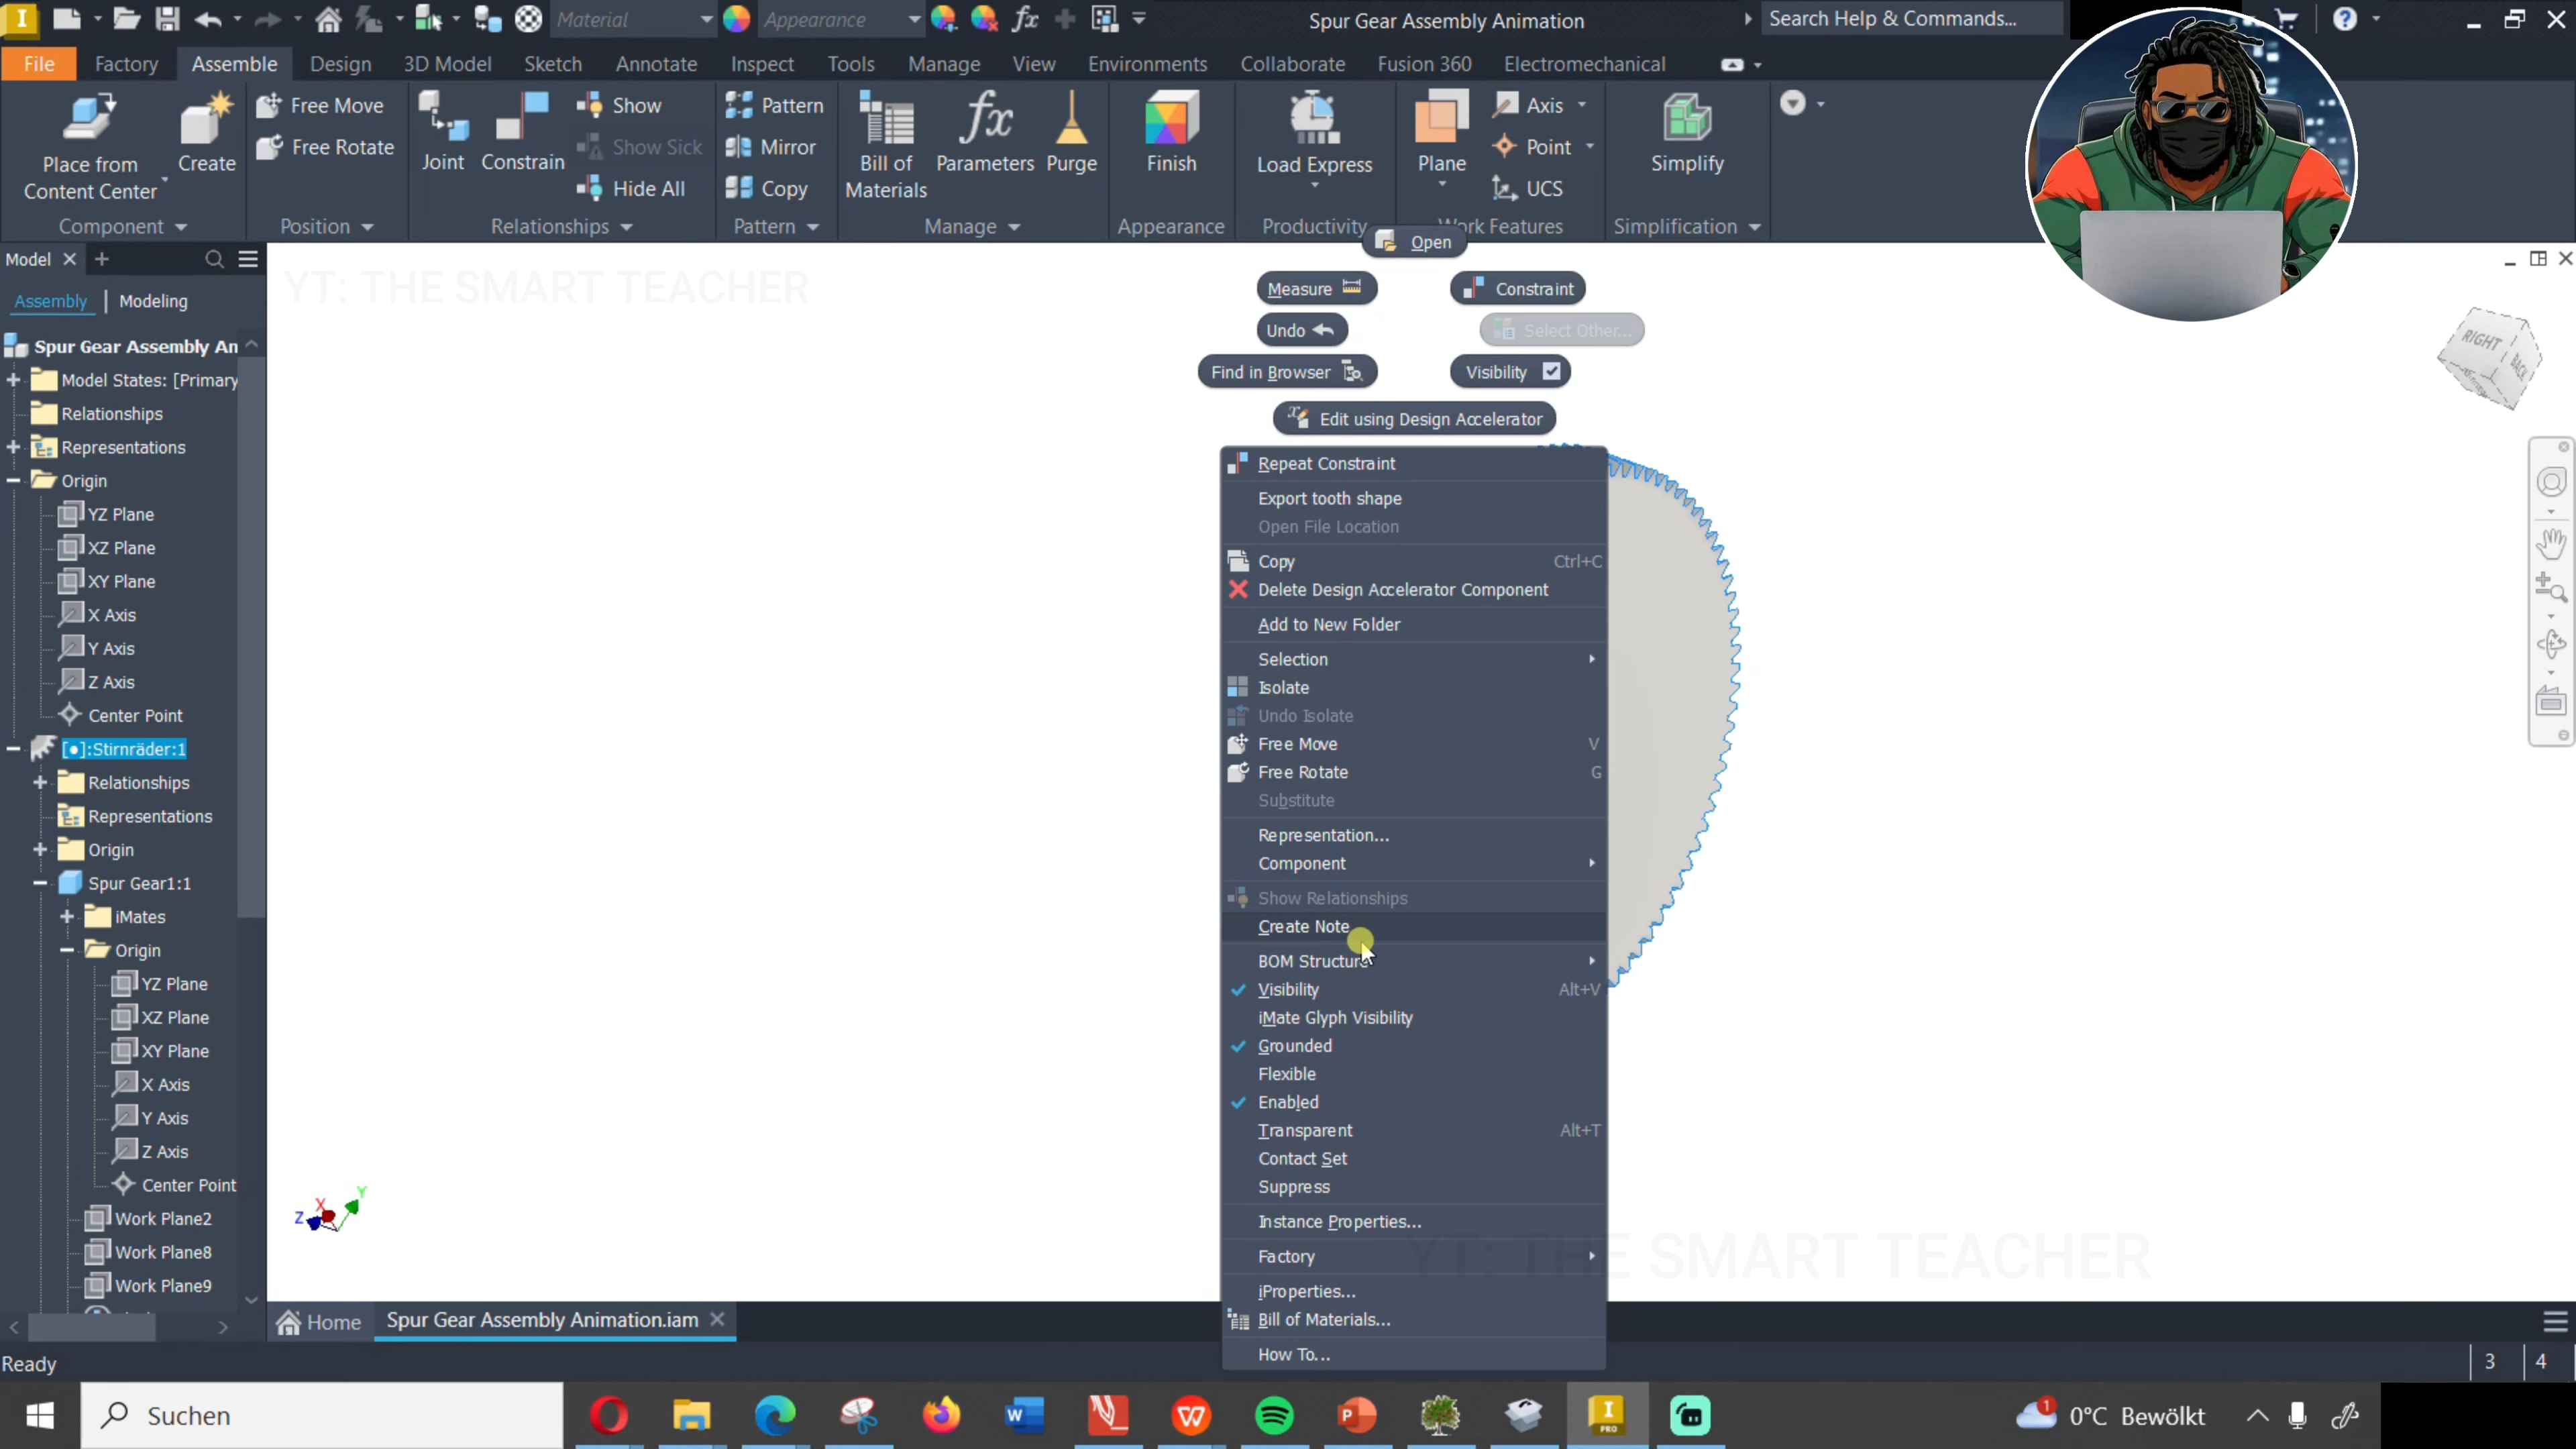 Material
Appearance
Spur Gear Assembly Animation
Search Help & Commands...
File
Factory
Assemble
Design
3D Model
Sketch
Annotate
Inspect
Tools
Manage
View
Environments
Collaborate
Fusion 360
Electromechanical
Place from
Content Center
Create
Free Move
Free Rotate
Joint
Constrain
Show
Show Sick
Hide All
Pattern
Mirror
Copy
Bill of
Materials
Parameters
Purge
Finish
Load Express
Plane
Axis
Point
UCS
Simplify
Component
Position
Relationships
Pattern
Manage
Appearance
Productivity
Work Features
Simplification
Model
Assembly | Modeling
Spur Gear Assembly An
Model States: [Primary
Relationships
Representations
Origin
YZ Plane
XZ Plane
XY Plane
X Axis
Y Axis
Z Axis
Center Point
[●]:Stirnräder:1
Relationships
Representations
Origin
Spur Gear1:1
iMates
Origin
YZ Plane
XZ Plane
XY Plane
X Axis
Y Axis
Z Axis
Center Point
Work Plane2
Work Plane8
Work Plane9
YT: THE SMART TEACHER
Open
Measure
Constraint
Undo
Select Other...
Find in Browser
Visibility
Edit using Design Accelerator
Repeat Constraint
Export tooth shape
Open File Location
Copy Ctrl+C
Delete Design Accelerator Component
Add to New Folder
Selection
Isolate
Undo Isolate
Free Move V
Free Rotate G
Substitute
Representation...
Component
Show Relationships
Create Note
BOM Structure
Visibility Alt+V
iMate Glyph Visibility
Grounded
Flexible
Enabled
Transparent Alt+T
Contact Set
Suppress
Instance Properties...
Factory
iProperties...
Bill of Materials...
How To...
RIGHT
BACK
X
Y
Z
YT: THE SMART TEACHER
Home
Spur Gear Assembly Animation.iam
Ready
3
4
Suchen
1
0°C Bewölkt